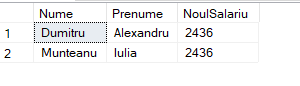 Nume Prenume NoulSalariu
1 Dumitru Alexandru 2436
2 Munteanu Iulia 2436